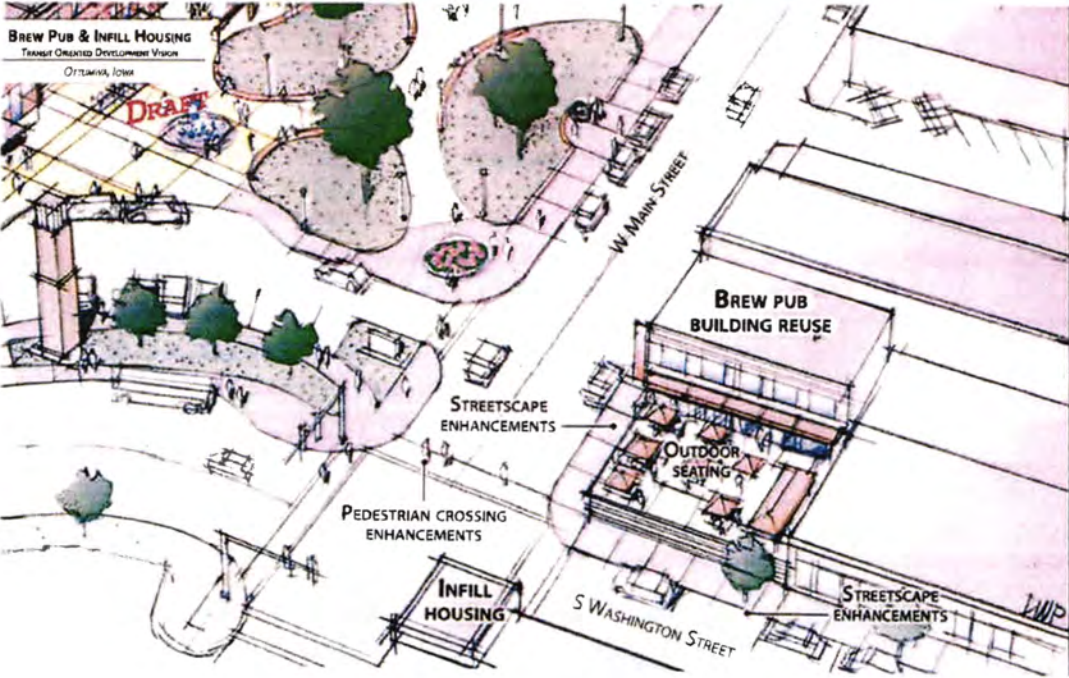 BREW PUB & INFILL HOUSING
TRANSIT ORIENTED DEVELOPMENT VISION
OTTUMWA, IOWA
DRAFT
W MAIN STREET
BREW PUB
BUILDING REUSE
STREETSCAPE
ENHANCEMENTS
OUTDOOR
SEATING
PEDESTRIAN CROSSING
ENHANCEMENTS
INFILL
HOUSING
S WASHINGTON STREET
STREETSCAPE
ENHANCEMENTS